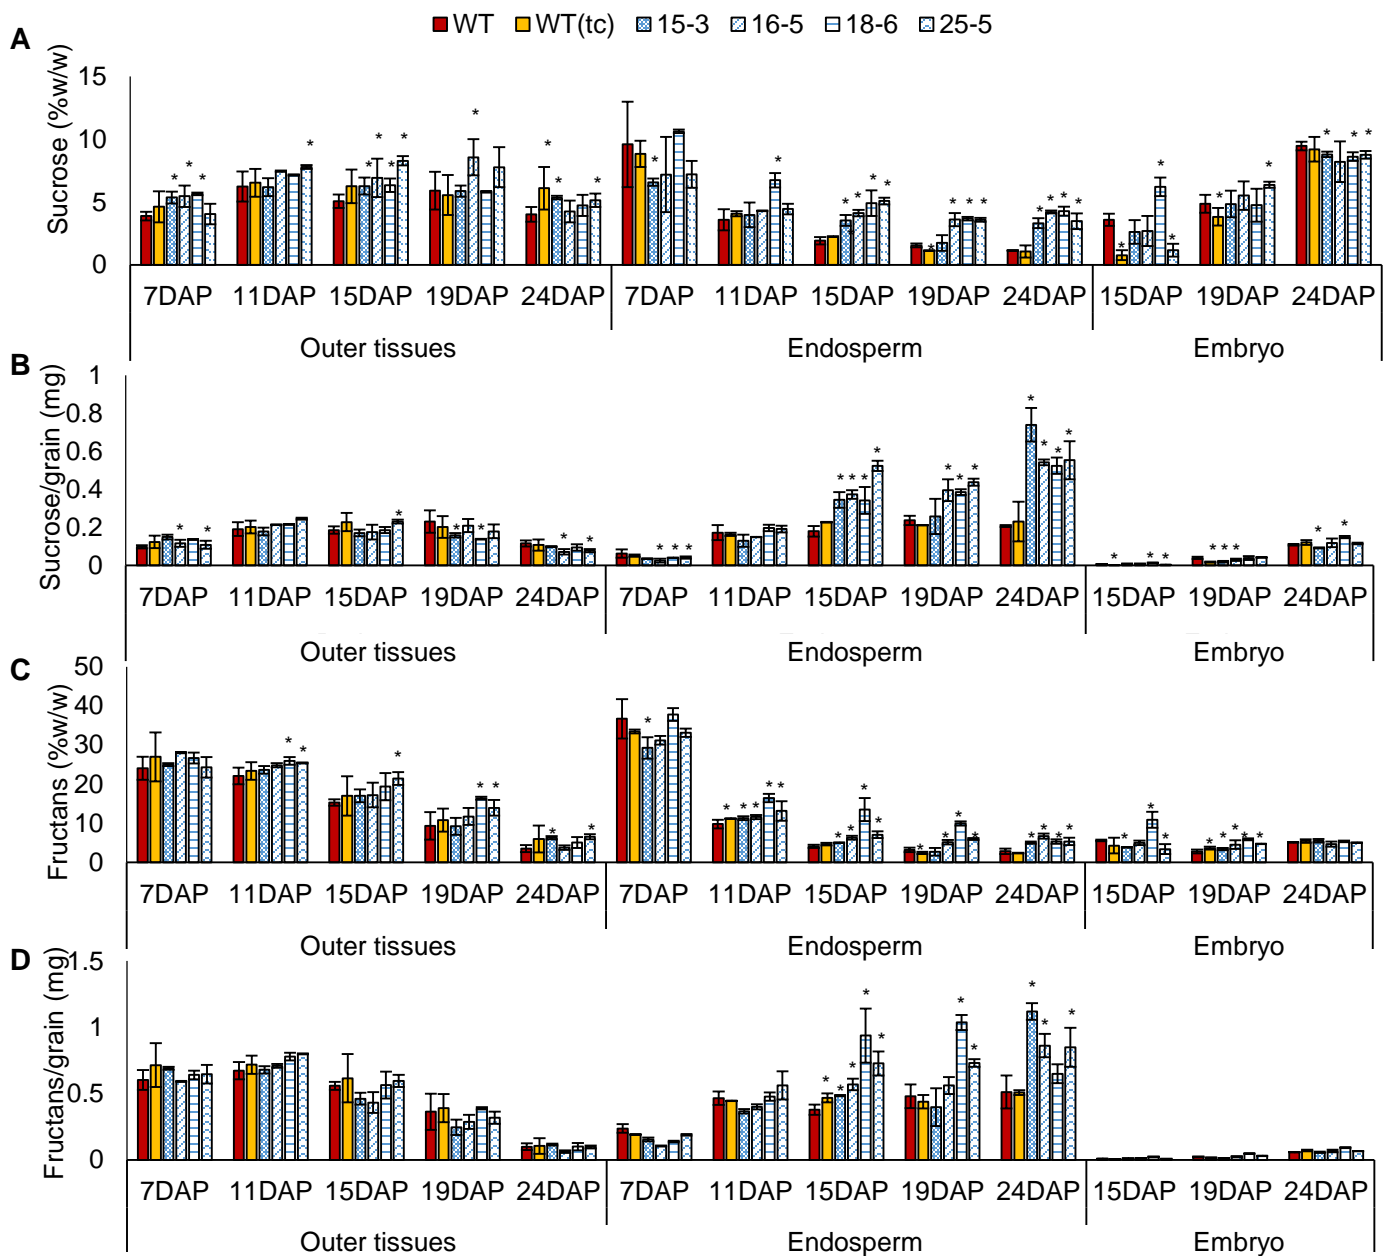 WT WT(tc) 15-3 16-5 18-6 25-5
A
Sucrose (%w/w)
15
10
5
0
* * * * * * * * * * * * * * * * * * * * * * * * * * * * * * * * * *
7DAP 11DAP 15DAP 19DAP 24DAP 7DAP 11DAP 15DAP 19DAP 24DAP 15DAP 19DAP 24DAP
Outer tissues Endosperm Embryo
B
Sucrose/grain (mg)
1
0.8
0.6
0.4
0.2
0
7DAP 11DAP 15DAP 19DAP 24DAP 7DAP 11DAP 15DAP 19DAP 24DAP 15DAP 19DAP 24DAP
Outer tissues Endosperm Embryo
C
Fructans (%w/w)
50
40
30
20
10
0
7DAP 11DAP 15DAP 19DAP 24DAP 7DAP 11DAP 15DAP 19DAP 24DAP 15DAP 19DAP 24DAP
Outer tissues Endosperm Embryo
D
Fructans/grain (mg)
1.5
1
0.5
0
7DAP 11DAP 15DAP 19DAP 24DAP 7DAP 11DAP 15DAP 19DAP 24DAP 15DAP 19DAP 24DAP
Outer tissues Endosperm Embryo